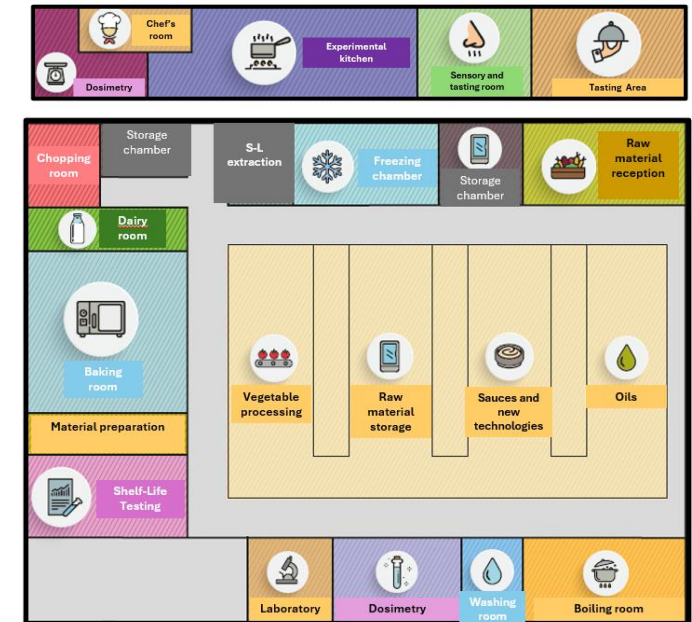 Chef's
room
Dosimetry
Experimental
kitchen
Sensory and
tasting room
Tasting Area
Chopping
room
Storage
chamber
S-L
extraction
Freezing
chamber
Storage
chamber
Raw
material
reception
Dairy
room
Baking
room
Vegetable
processing
Raw
material
storage
Sauces and
new
technologies
Oils
Material preparation
Shelf-Life
Testing
Laboratory
Dosimetry
Washing
room
Boiling room